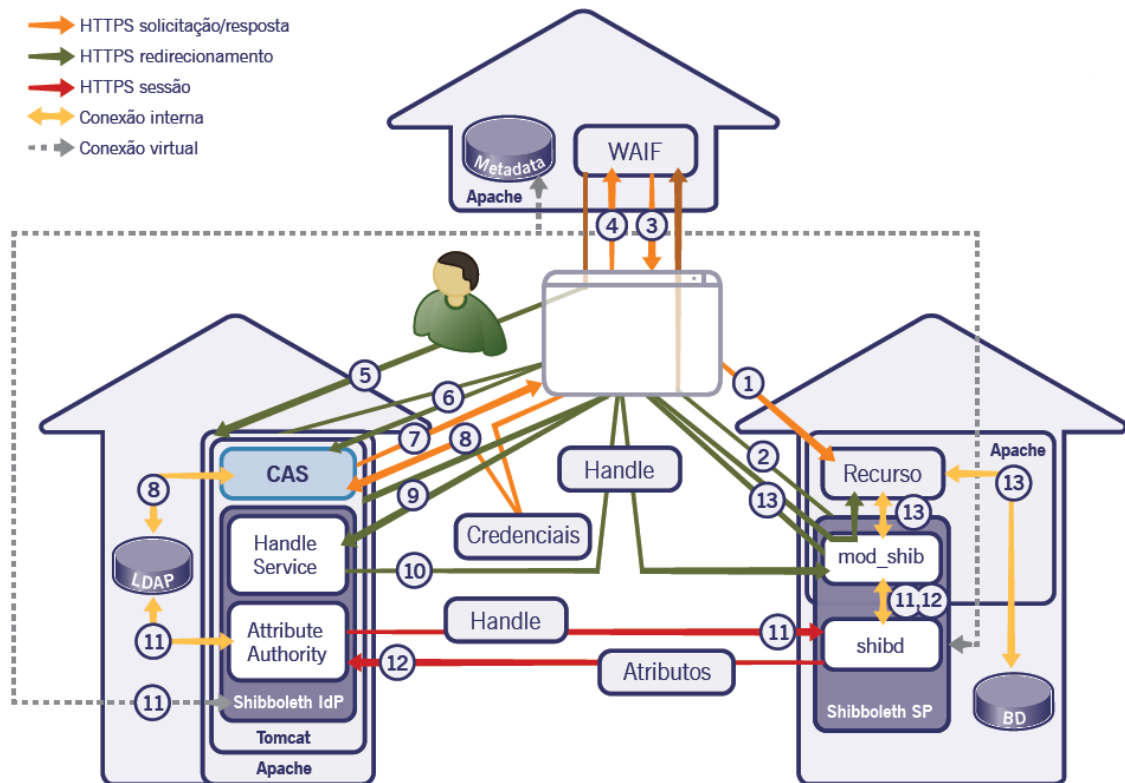 HTTPS solicitação/resposta
HTTPS redirecionamento
HTTPS sessão
Conexão interna
Conexão virtual
Metadata
WAIF
Apache
4
3
5
6
7
8
1
2
CAS
8
9
Handle
13
Recurso
Apache
13
13
Credenciais
LDAP
Handle
Service
10
mod_shib
11,12
11
Attribute
Authority
Handle
11
shibd
12
Atributos
11
Shibboleth IdP
Shibboleth SP
BD
Tomcat
Apache